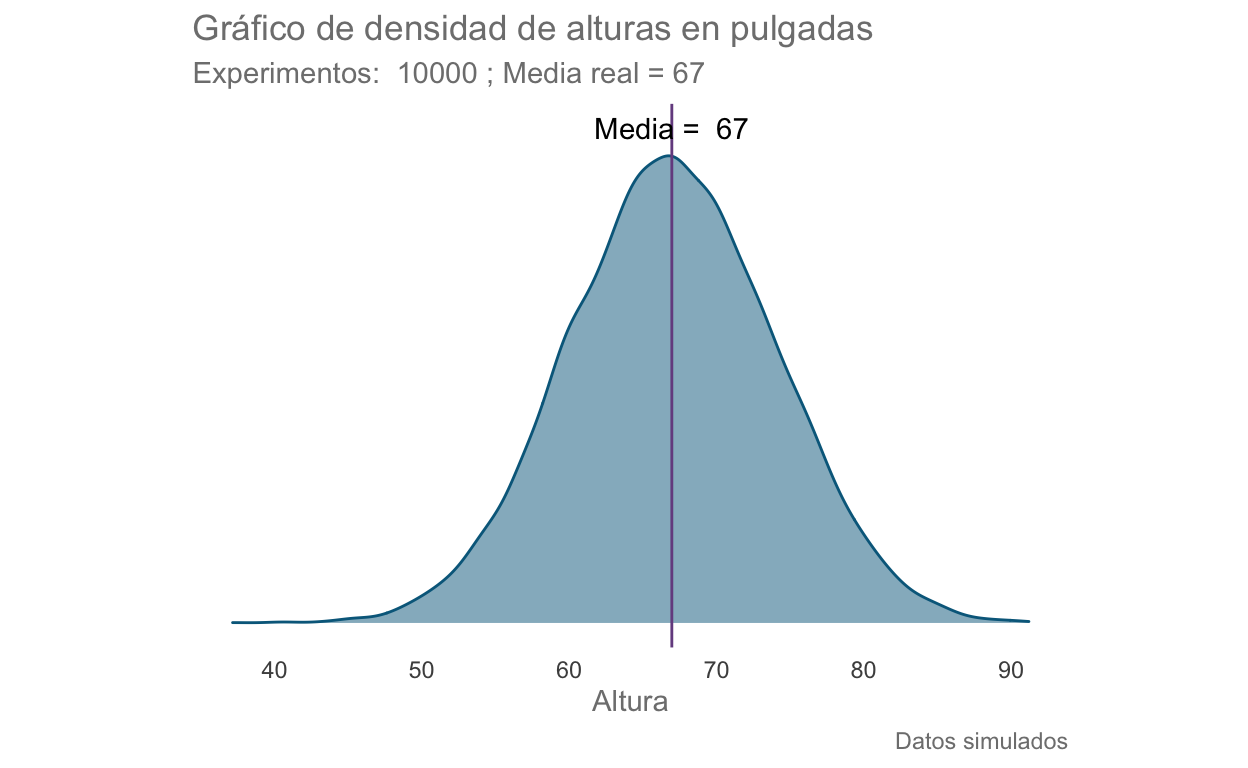 Gráfico de densidad de alturas en pulgadas
Experimentos:  10000 ; Media real = 67
Media =  67
40 50 60 70 80 90
Altura
Datos simulados